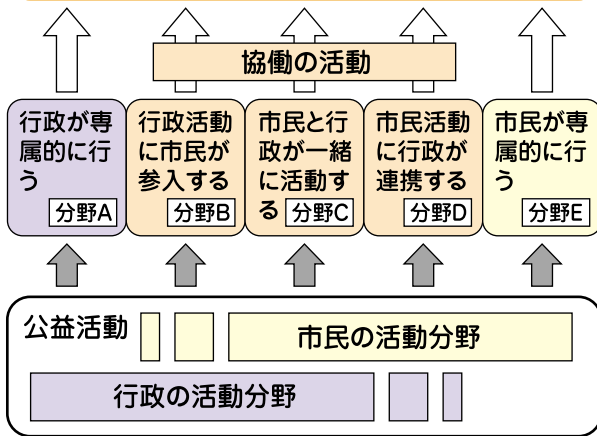 協働の活動
行政が専
属的に行
う
分野A
行政活動
に市民が
参入する
分野B
市民と行
政が一緒
に活動す
る
分野C
市民活動
に行政が
連携する
分野D
市民が専
属的に行
う
分野E
公益活動
市民の活動分野
行政の活動分野